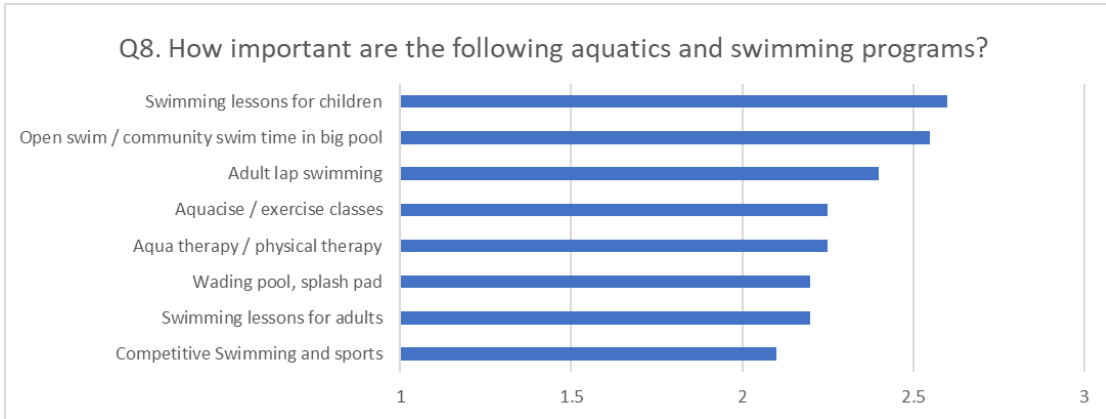 Q8. How important are the following aquatics and swimming programs?
Swimming lessons for children
Open swim / community swim time in big pool
Adult lap swimming
Aquacise / exercise classes
Aqua therapy / physical therapy
Wading pool, splash pad
Swimming lessons for adults
Competitive Swimming and sports
1 1.5 2 2.5 3